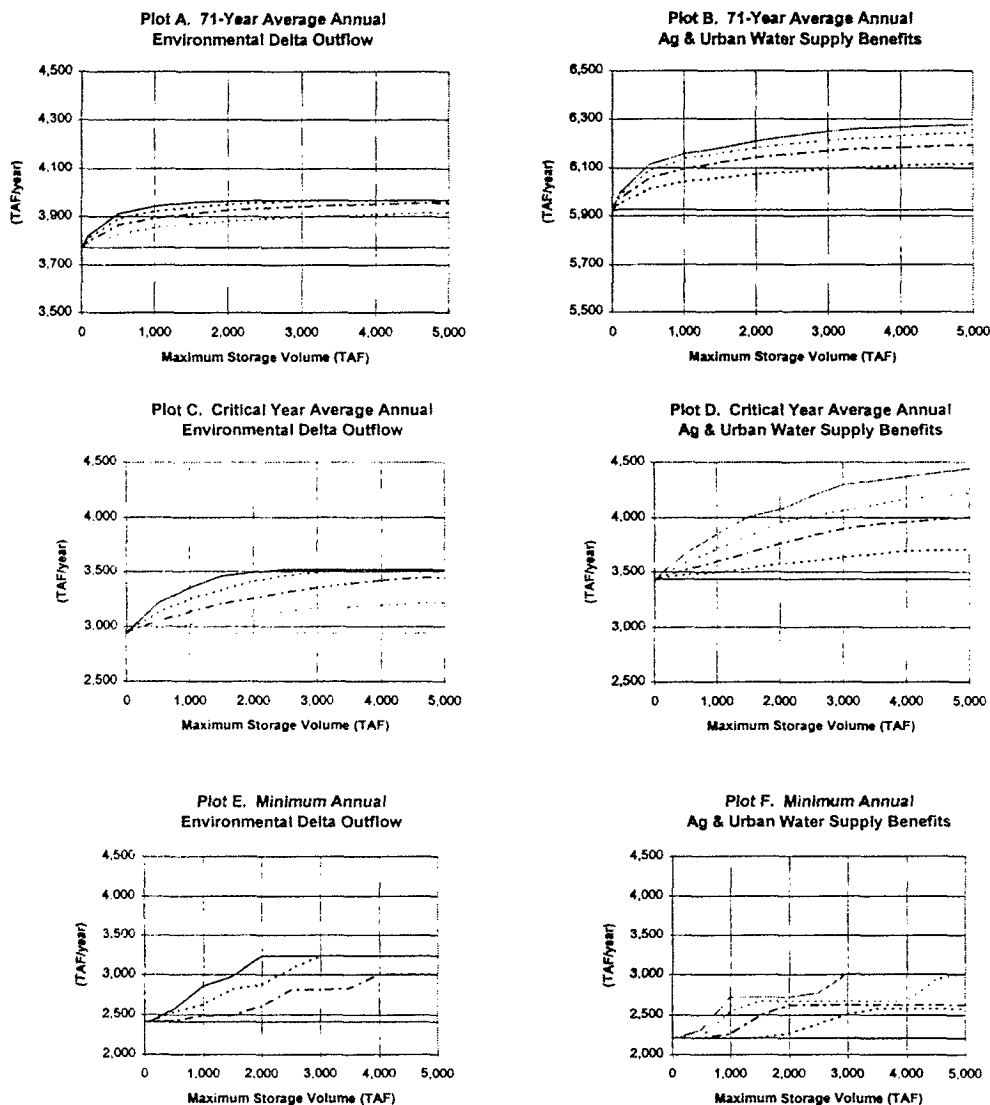 Plot A. 71-Year Average Annual
Environmental Delta Outflow
4,500
4,300
4,100
3,900
3,700
3,500
(TAF/year)
0 1,000 2,000 3,000 4,000 5,000
Maximum Storage Volume (TAF)
Plot B. 71-Year Average Annual
Ag & Urban Water Supply Benefits
6,500
6,300
6,100
5,900
5,700
5,500
(TAF/year)
0 1,000 2,000 3,000 4,000 5,000
Maximum Storage Volume (TAF)
Plot C. Critical Year Average Annual
Environmental Delta Outflow
4,500
4,000
3,500
3,000
2,500
(TAF/year)
0 1,000 2,000 3,000 4,000 5,000
Maximum Storage Volume (TAF)
Plot D. Critical Year Average Annual
Ag & Urban Water Supply Benefits
4,500
4,000
3,500
3,000
2,500
(TAF/year)
0 1,000 2,000 3,000 4,000 5,000
Maximum Storage Volume (TAF)
Plot E. Minimum Annual
Environmental Delta Outflow
4,500
4,000
3,500
3,000
2,500
2,000
(TAF/year)
0 1,000 2,000 3,000 4,000 5,000
Maximum Storage Volume (TAF)
Plot F. Minimum Annual
Ag & Urban Water Supply Benefits
4,500
4,000
3,500
3,000
2,500
2,000
(TAF/year)
0 1,000 2,000 3,000 4,000 5,000
Maximum Storage Volume (TAF)